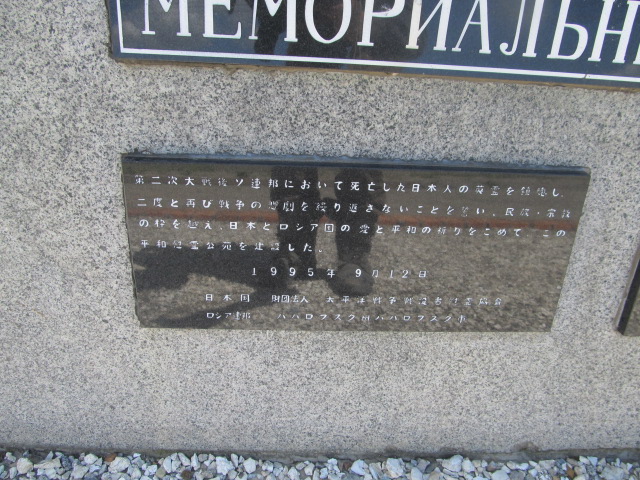 МЕМОРИАЛЬН
第二次大戦後ソ連邦において死亡した日本人の英霊を鎮魂し、
二度と再び戦争の悲劇を繰り返さないことを誓い、民族・宗教
の枠を越え、日本とロシア国の愛と平和の祈りをこめて、この
平和慰霊公苑を建設した。
1995年 9月12日
日本国 財団法人 太平洋戦争戦没者慰霊協会
ロシア連邦 ハバロフスク州ハバロフスク市